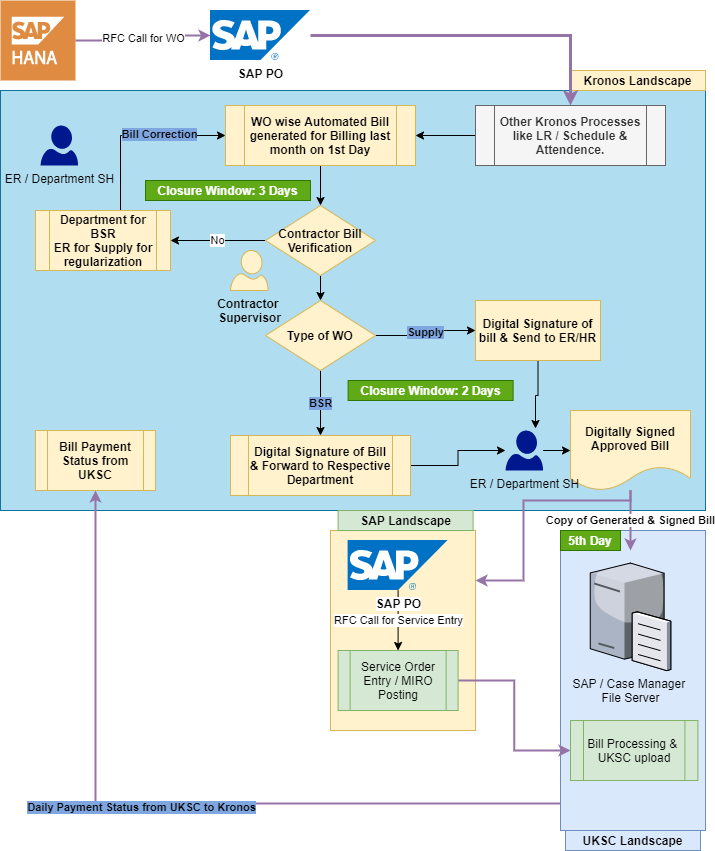 SAP
HANA
RFC Call for WO
SAP
®
SAP PO
Kronos Landscape
WO wise Automated Bill
generated for Billing last
month on 1st Day
Other Kronos Processes
like LR / Schedule &
Attendence.
Bill Correction
ER / Department SH
Closure Window: 3 Days
Department for
BSR
ER for Supply for
regularization
No
Contractor Bill
Verification
Contractor
Supervisor
Type of WO
Supply
Digital Signature of
bill & Send to ER/HR
Closure Window: 2 Days
BSR
Bill Payment
Status from
UKSC
Digital Signature of Bill
& Forward to Respective
Department
ER / Department SH
Digitally Signed
Approved Bill
Copy of Generated & Signed Bill
SAP Landscape
5th Day
SAP
®
SAP PO
RFC Call for Service Entry
Service Order
Entry / MIRO
Posting
SAP / Case Manager
File Server
Bill Processing &
UKSC upload
Daily Payment Status from UKSC to Kronos
UKSC Landscape